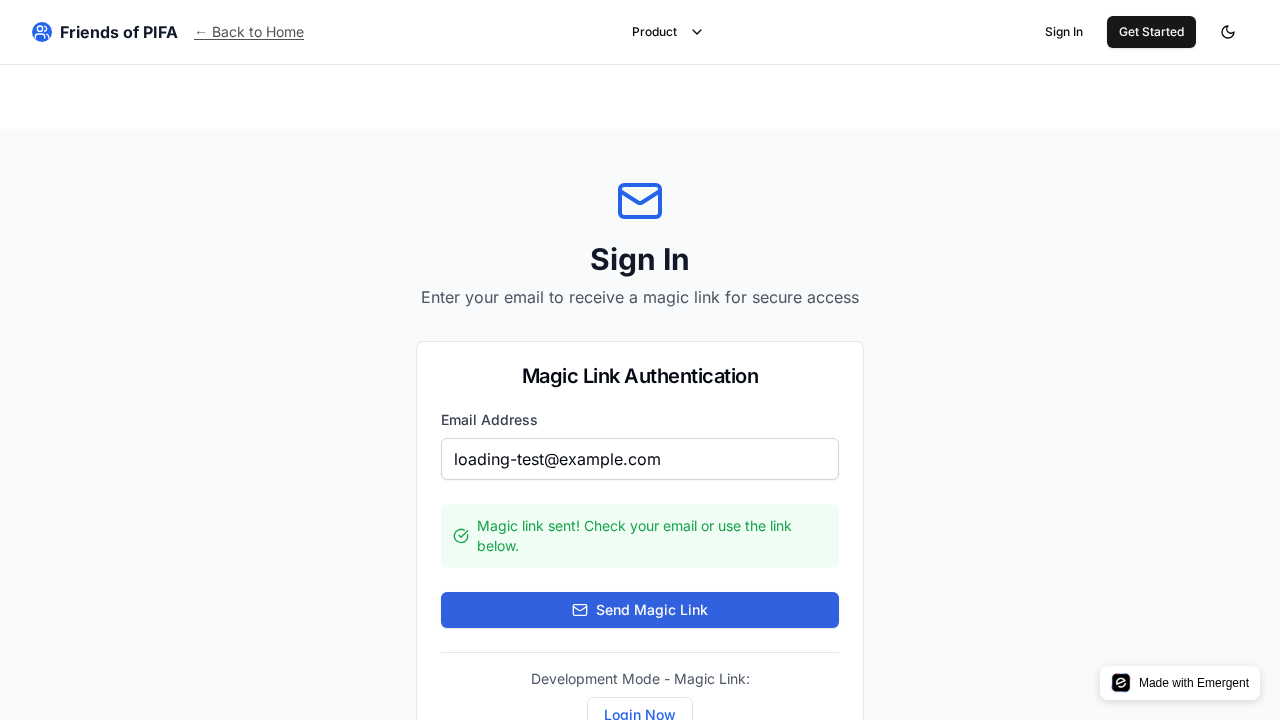 Friends of PIFA
← Back to Home
Product
Sign In
Get Started
Sign In
Enter your email to receive a magic link for secure access
Magic Link Authentication
Email Address
loading-test@example.com
Magic link sent! Check your email or use the link
below.
Send Magic Link
Development Mode - Magic Link:
Login Now
Made with Emergent